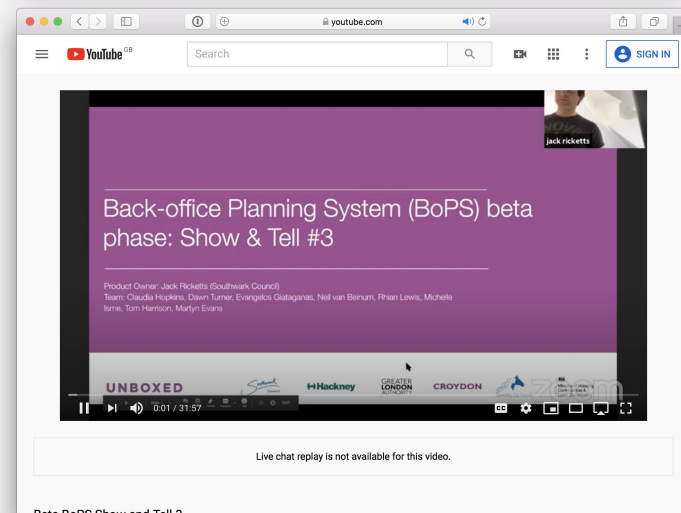 youtube.com
YouTube GB
Search
SIGN IN
jack ricketts
Back-office Planning System (BoPS) beta
phase: Show & Tell #3
Product Owner: Jack Ricketts (Southwark Council)
Team: Claudia Hopkins, Dawn Turner, Evangelos Giataganas, Neil van Beinum, Rhian Lewis, Michelle
Isme, Tom Harrison, Martyn Evans
UNBOXED
Southwark
Hackney
GREATER
LONDON
AUTHORITY
CROYDON
zoom
0:01 / 31:57
CC
Live chat replay is not available for this video.
Beta BoPS Show and Tell 3